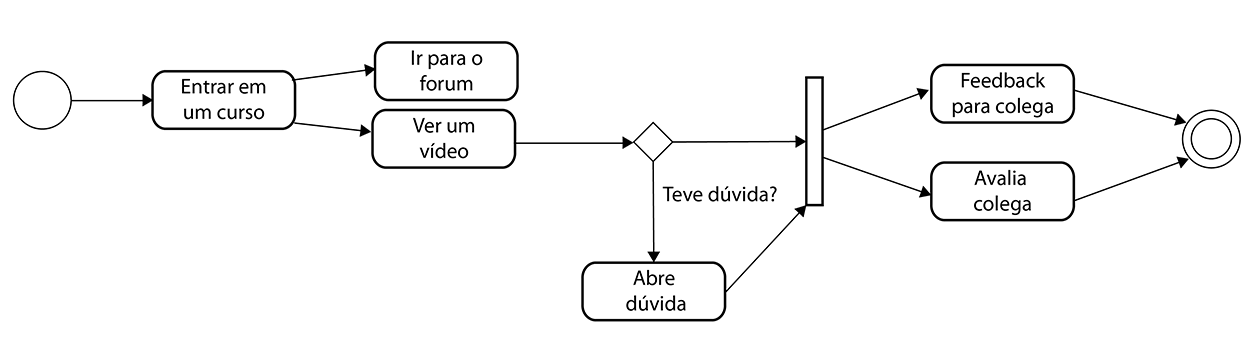 Entrar em
um curso
Ir para o
forum
Ver um
vídeo
Teve dúvida?
Abre
dúvida
Feedback
para colega
Avalia
colega